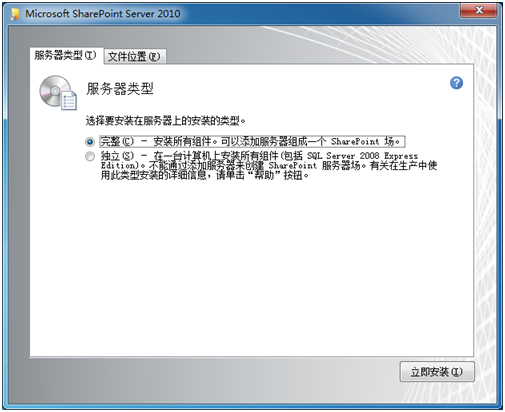 Microsoft SharePoint Server 2010
服务器类型(T) 文件位置(F)
服务器类型
选择要安装在服务器上的安装的类型。
完整(C) - 安装所有组件。可以添加服务器组成一个 SharePoint 场。
独立(S) - 在一台计算机上安装所有组件(包括 SQL Server 2008 Express
Edition)。不能通过添加服务器来创建 SharePoint 服务器场。有关在生产中使
用此类型安装的详细信息，请单击“帮助”按钮。
立即安装(I)